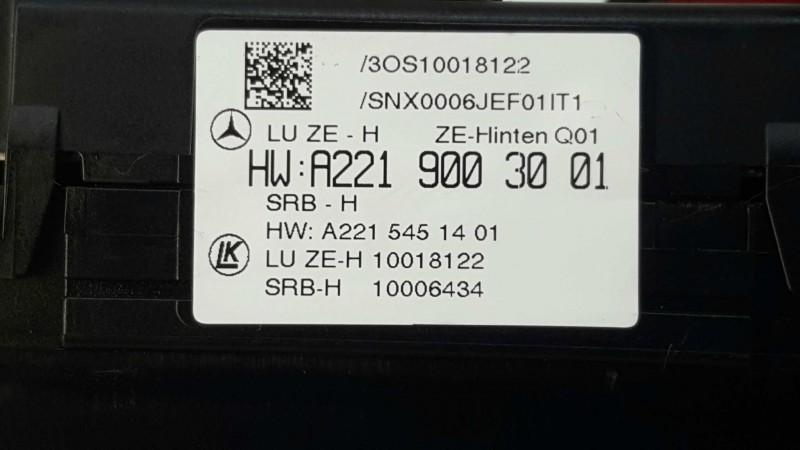 /3OS10018122
/SNX0006JEF01IT1
LU ZE - H ZE-Hinten Q01
HW:A221 900 30 01
SRB - H
HW: A221 545 14 01
LK
LU ZE-H 10018122
SRB-H 10006434